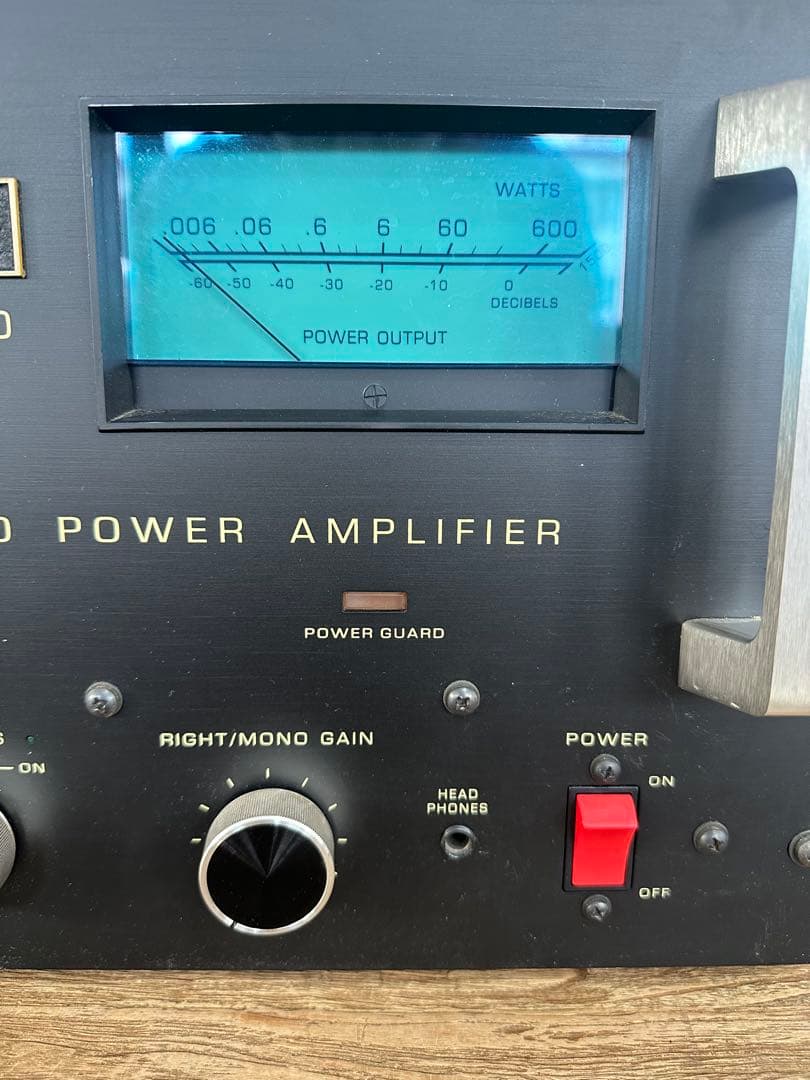 WATTS
.006 .06 .6 6 60 600
-60 -50 -40 -30 -20 -10 0
DECIBELS
POWER OUTPUT
POWER AMPLIFIER
POWER GUARD
RIGHT/MONO GAIN
POWER
ON
ON
HEAD
PHONES
OFF